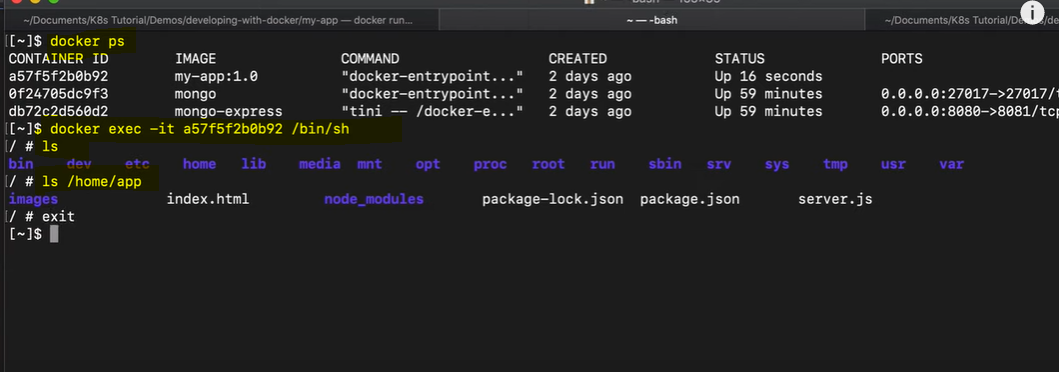 ~/Documents/K8s Tutorial/Demos/developing-with-docker/my-app — docker run...
~ — -bash
~/Documents/K8s Tutorial/
[~]$ docker ps
CONTAINER ID IMAGE COMMAND CREATED STATUS PORTS
a57f5f2b0b92 my-app:1.0 "docker-entrypoint..." 2 days ago Up 16 seconds
0f24705dc9f3 mongo "docker-entrypoint..." 2 days ago Up 59 minutes 0.0.0.0:27017->27017/t
db72c2d560d2 mongo-express "tini -- /docker-e..." 2 days ago Up 59 minutes 0.0.0.0:8080->8081/tcp
[~]$ docker exec -it a57f5f2b0b92 /bin/sh
/ # ls
bin dev etc home lib media mnt opt proc root run sbin srv sys tmp usr var
/ # ls /home/app
images index.html node_modules package-lock.json package.json server.js
/ # exit
[~]$